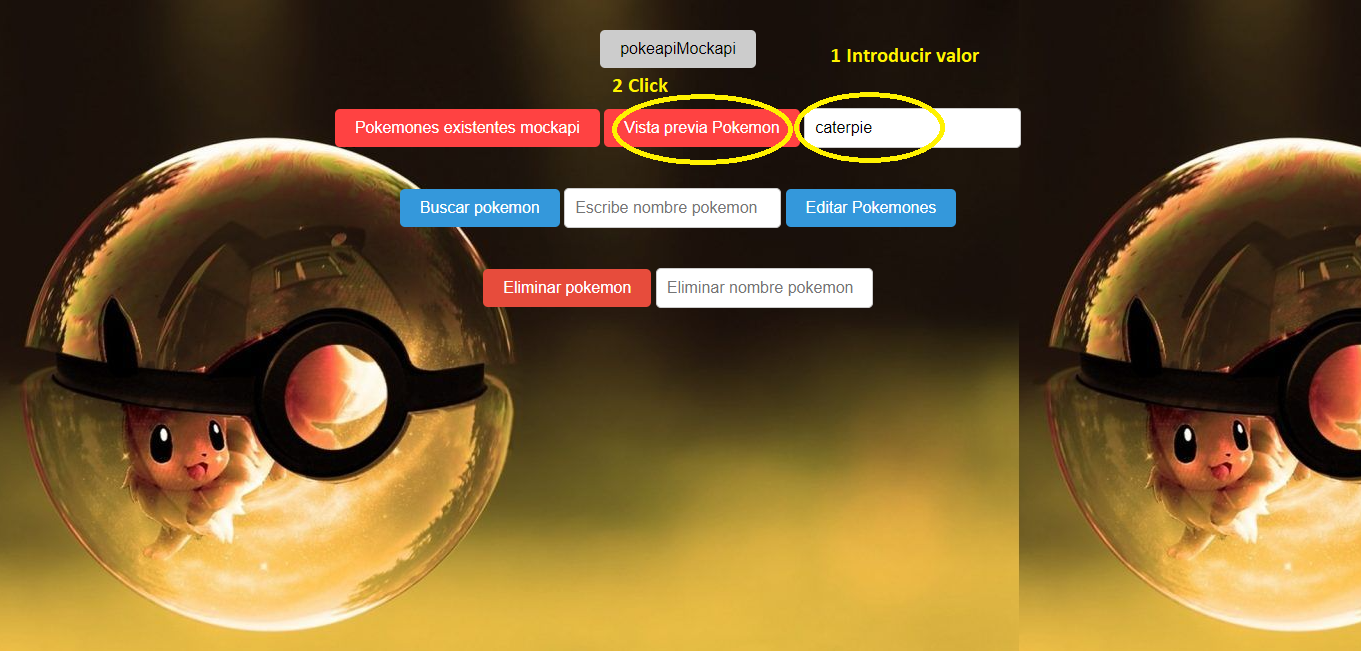 pokeapiMockapi
1 Introducir valor
2 Click
Pokemones existentes mockapi
Vista previa Pokemon
caterpie
Buscar pokemon
Escribe nombre pokemon
Editar Pokemones
Eliminar pokemon
Eliminar nombre pokemon